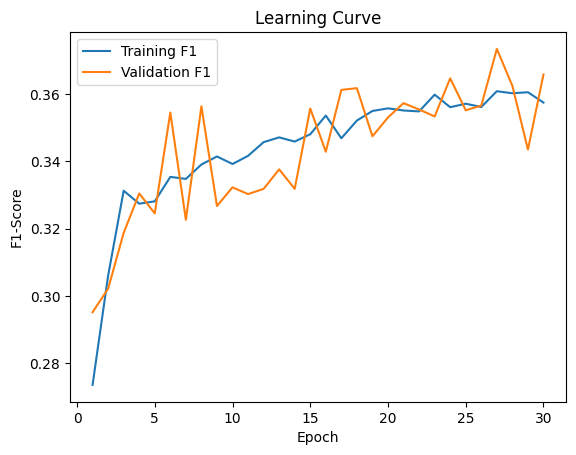 Learning Curve
Training F1
Validation F1
F1-Score
0.36
0.34
0.32
0.30
0.28
0 5 10 15 20 25 30
Epoch